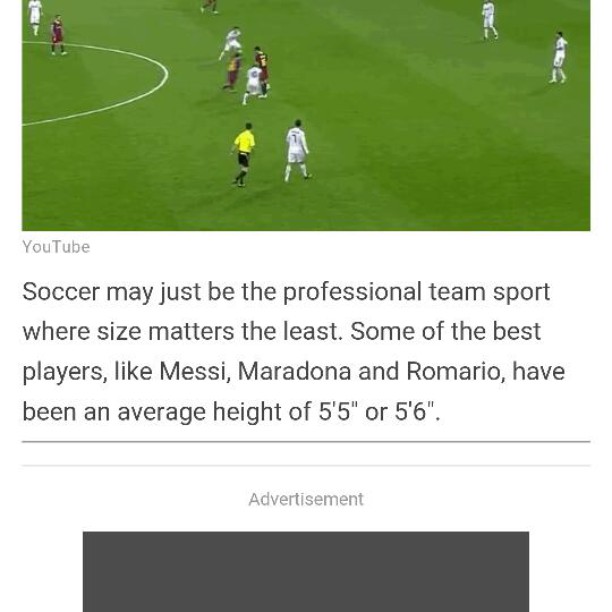 YouTube
Soccer may just be the professional team sport
where size matters the least. Some of the best
players, like Messi, Maradona and Romario, have
been an average height of 5'5" or 5'6".
Advertisement